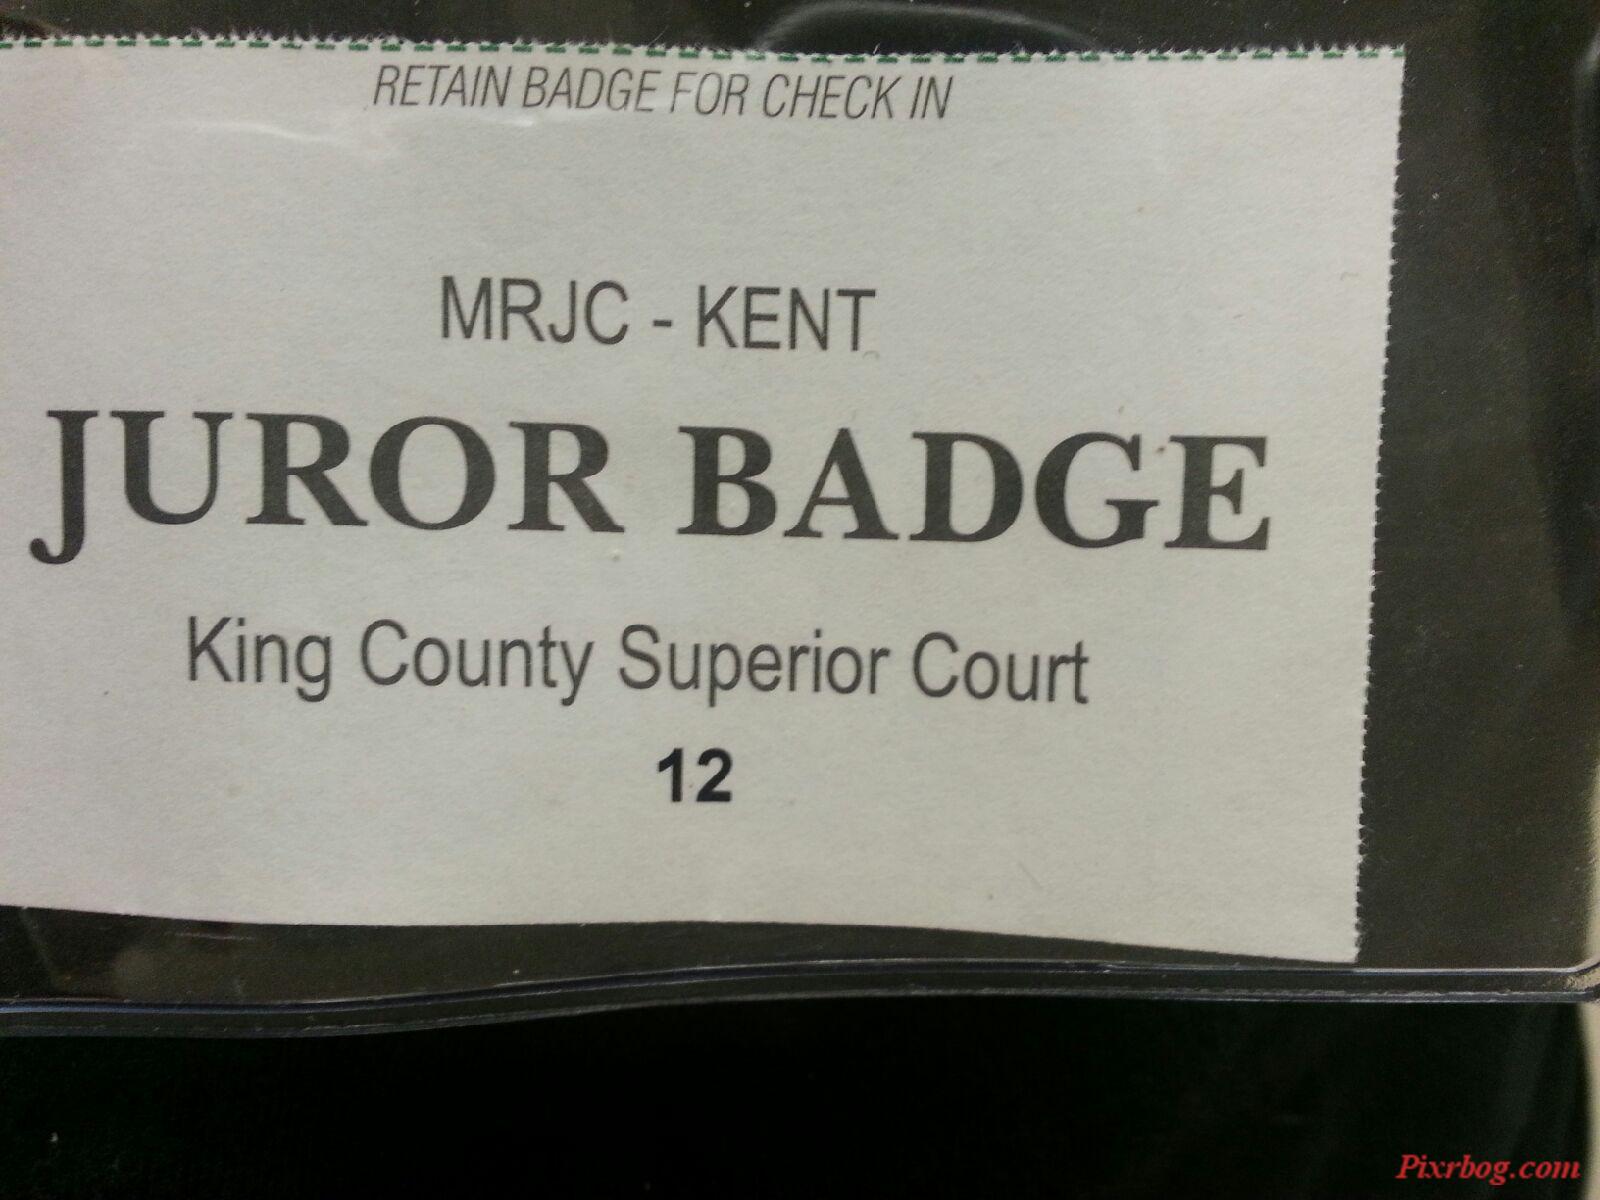 RETAIN BADGE FOR CHECK IN
MRJC - KENT
JUROR BADGE
King County Superior Court
12
Pixrbog.com